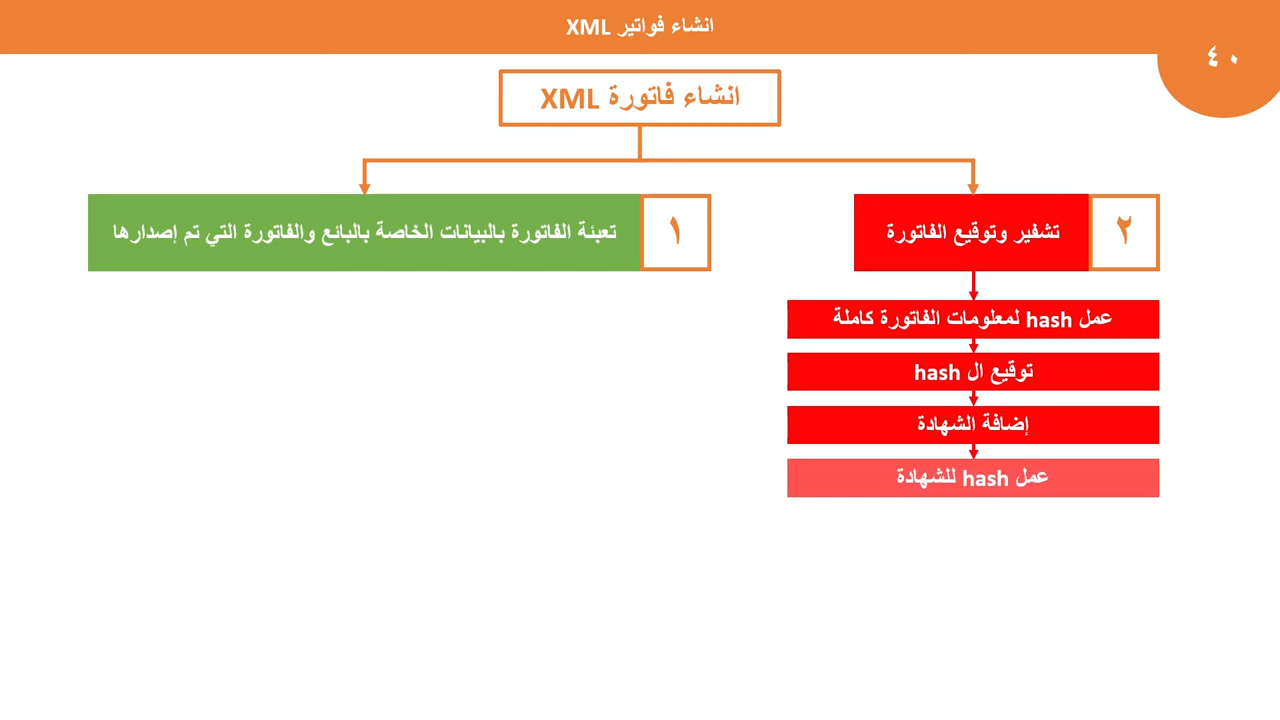 انشاء فواتير XML
٤٠
انشاء فاتورة XML
١
تعبئة الفاتورة بالبيانات الخاصة بالبائع والفاتورة التي تم إصدارها
٢
تشفير وتوقيع الفاتورة
عمل hash لمعلومات الفاتورة كاملة
توقيع ال hash
إضافة الشهادة
عمل hash للشهادة